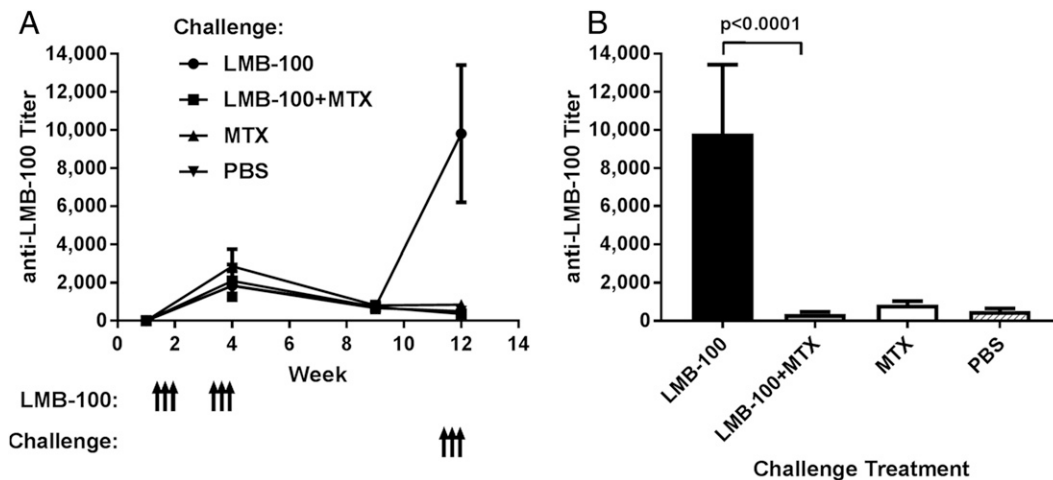 A
Challenge:
LMB-100
LMB-100+MTX
MTX
PBS
anti-LMB-100 Titer
14,000
12,000
10,000
8,000
6,000
4,000
2,000
0
0 2 4 6 8 10 12 14
Week
LMB-100:
Challenge:
B
p<0.0001
anti-LMB-100 Titer
14,000
12,000
10,000
8,000
6,000
4,000
2,000
0
LMB-100
LMB-100+MTX
MTX
PBS
Challenge Treatment